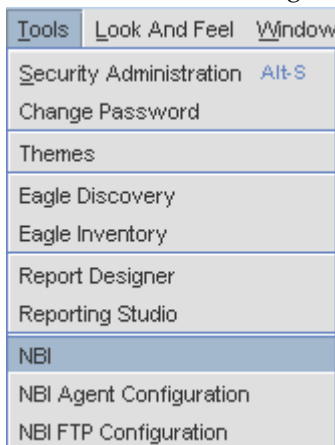 Tools Look And Feel Window
Security Administration Alt-S
Change Password
Themes
Eagle Discovery
Eagle Inventory
Report Designer
Reporting Studio
NBI
NBI Agent Configuration
NBI FTP Configuration